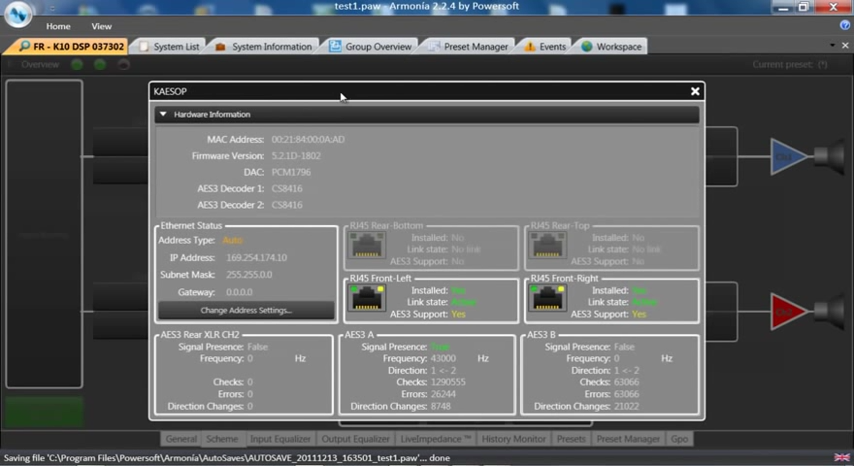 test1.paw - Armonía 2.2.4 by Powersoft
Home View
FR - K10 DSP 037302 System List System Information Group Overview Preset Manager Events Workspace
Overview Current preset: (*)
KAESOP
Hardware Information
MAC Address: 00:21:84:00:0A:AD
Firmware Version: 5.2.1D-1802
DAC: PCM1796
AES3 Decoder 1: CS8416
AES3 Decoder 2: CS8416
Ethernet Status
Address Type: Auto
IP Address: 169.254.174.10
Subnet Mask: 255.255.0.0
Gateway: 0.0.0.0
Change Address Settings...
RJ45 Rear-Bottom
Installed: No
Link state: No link
AES3 Support: No
RJ45 Rear-Top
Installed: No
Link state: No link
AES3 Support: No
RJ45 Front-Left
Installed:
Link state:
AES3 Support: Yes
RJ45 Front-Right
Installed:
Link state:
AES3 Support: Yes
AES3 Rear XLR CH2
Signal Presence: False
Frequency: 0 Hz
Checks: 0
Errors: 0
Direction Changes: 0
AES3 A
Signal Presence:
Frequency: 43000 Hz
Direction: 1 <- 2
Checks: 1290555
Errors: 26244
Direction Changes: 8748
AES3 B
Signal Presence: False
Frequency: 0 Hz
Direction: 1 <- 2
Checks: 63066
Errors: 63066
Direction Changes: 21022
General Scheme Input Equalizer Output Equalizer LiveImpedance ™ History Monitor Presets Preset Manager Gpo
Saving file 'C:\Program Files\Powersoft\Armonía\AutoSaves\AUTOSAVE_20111213_163501_test1.paw'... done